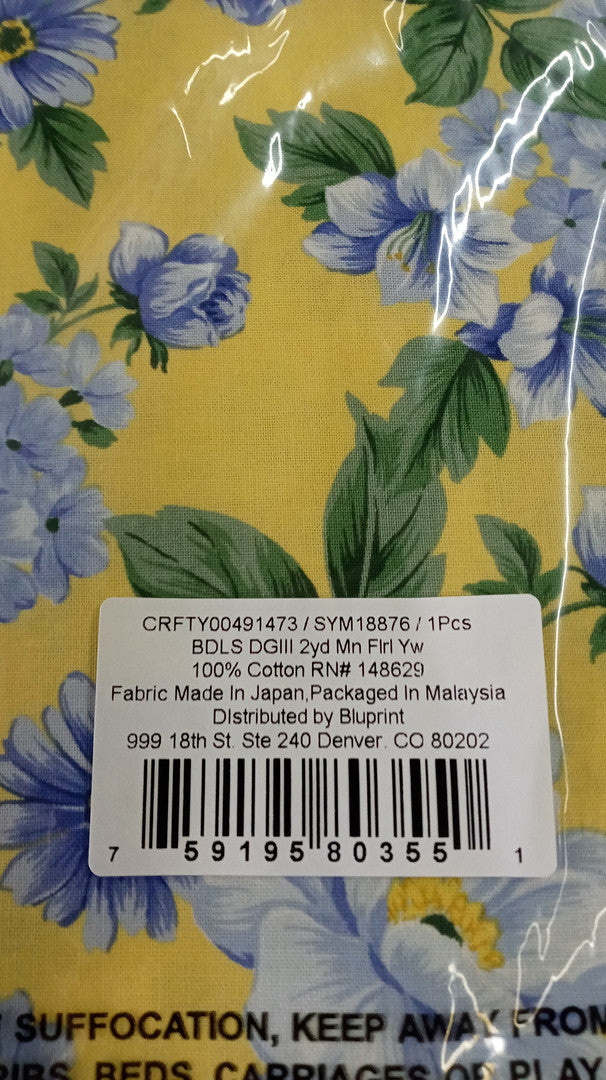 CRFTY00491473 / SYM18876 / 1Pcs
BDLS DGIII 2yd Mn Flrl Yw
100% Cotton RN# 148629
Fabric Made In Japan,Packaged In Malaysia
DIstributed by Bluprint
999 18th St. Ste 240 Denver. CO 80202
7 59195 80355 1
SUFFOCATION, KEEP AWAY FROM
RIBS, BEDS, CARRIAGES OR PLAY